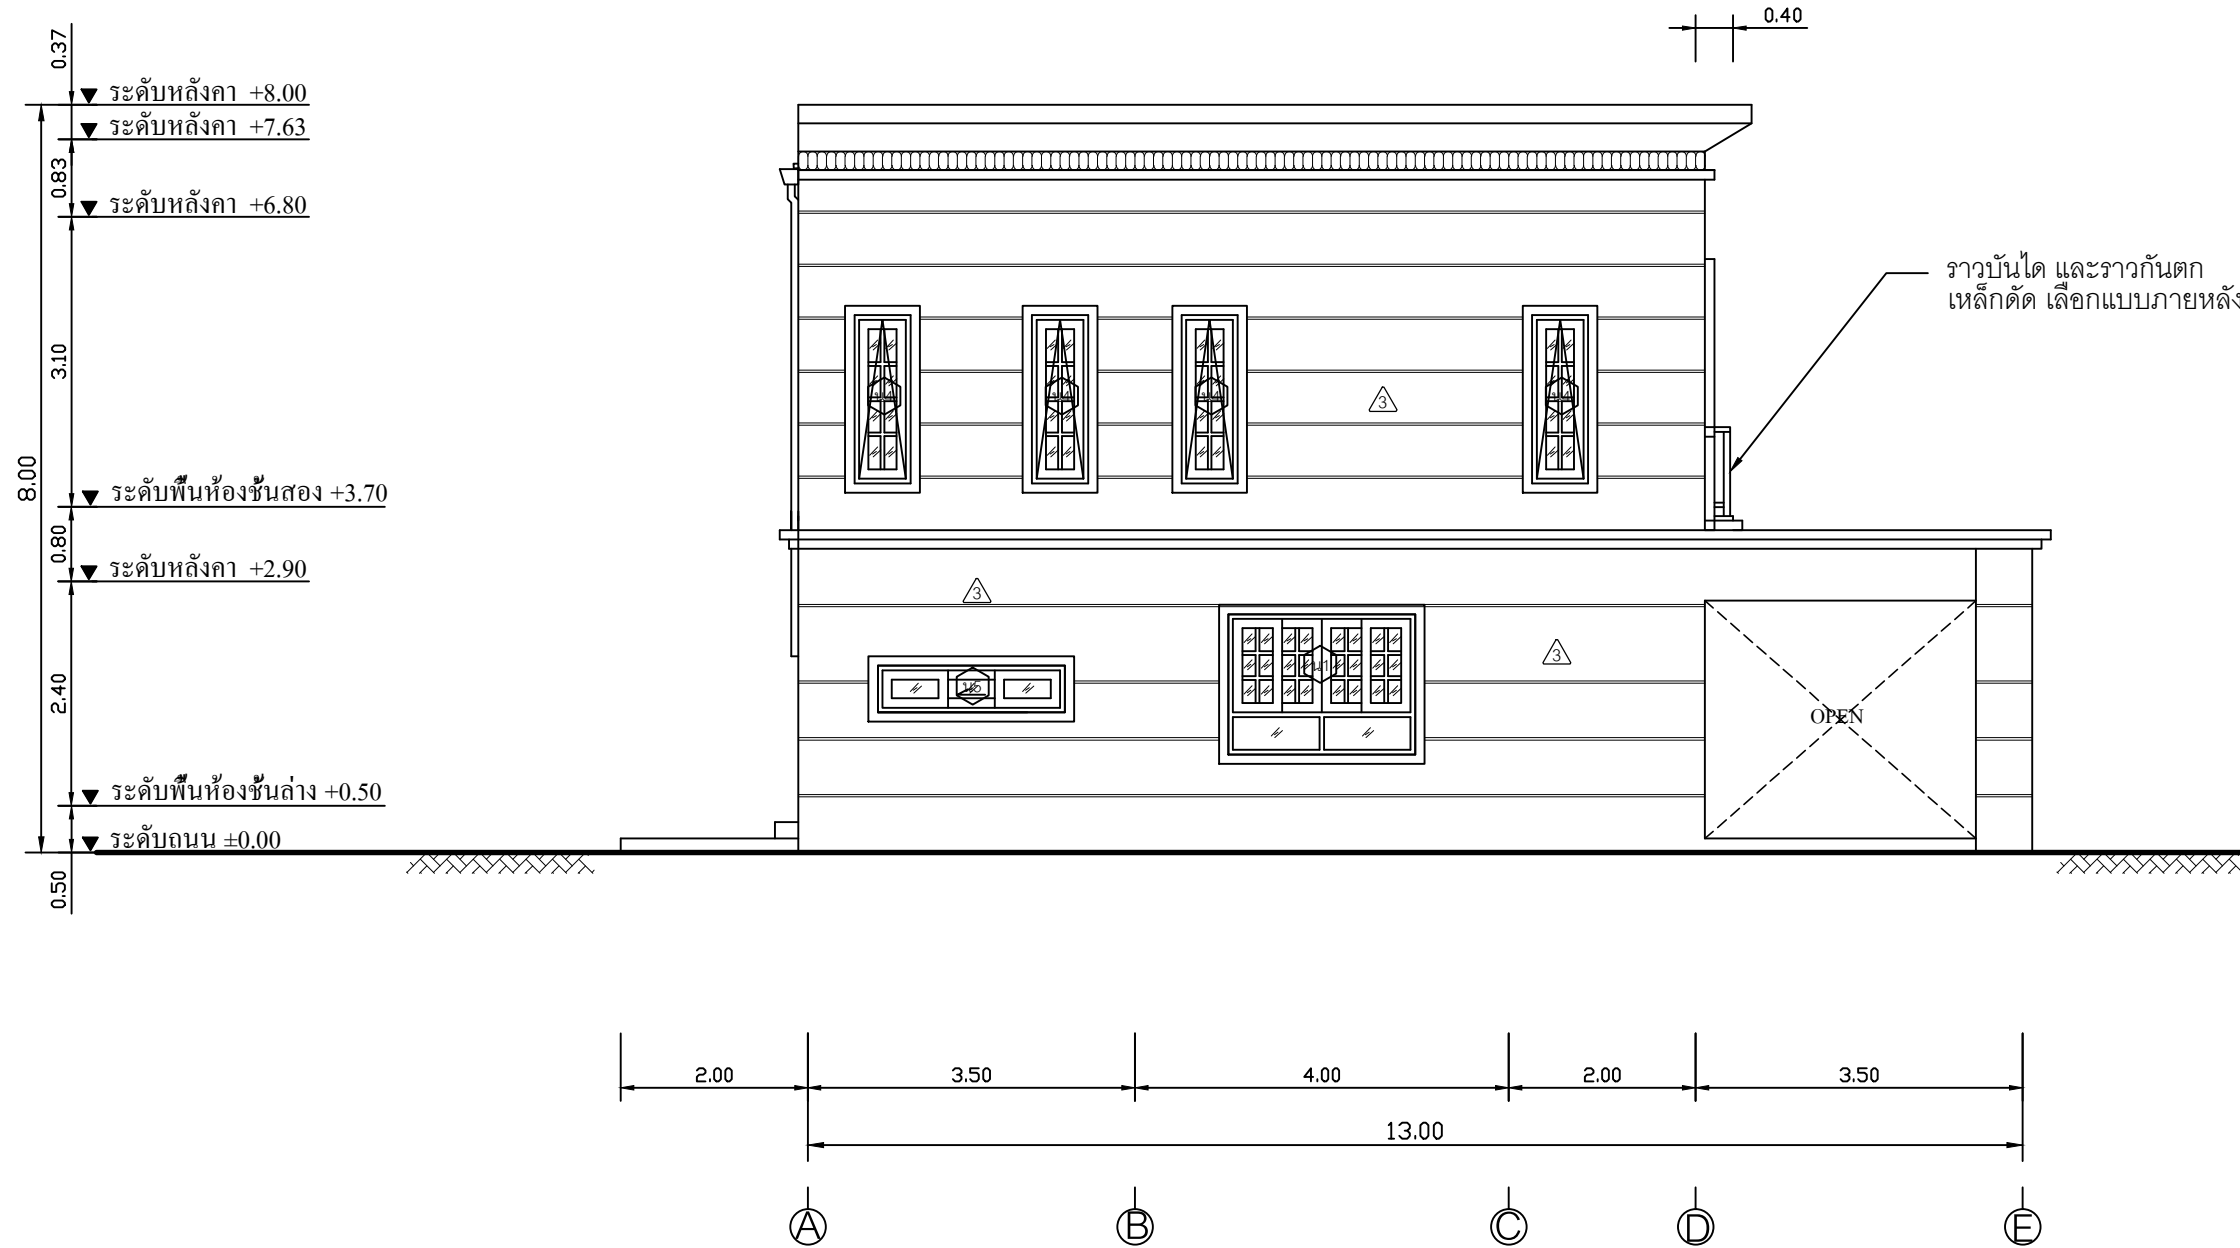 0.40
0.37
ระดับหลังคา +8.00
ระดับหลังคา +7.63
0.83
ระดับหลังคา +6.80
ราวบันได และราวกันตก
เหล็กดัด เลือกแบบภายหลัง
3.10
3
8.00
ระดับพื้นห้องชั้นสอง +3.70
0.80
ระดับหลังคา +2.90
3
3
น1
น5
2.40
OPEN
ระดับพื้นห้องชั้นล่าง +0.50
ระดับถนน ±0.00
0.50
2.00 3.50 4.00 2.00 3.50
13.00
A B C D E